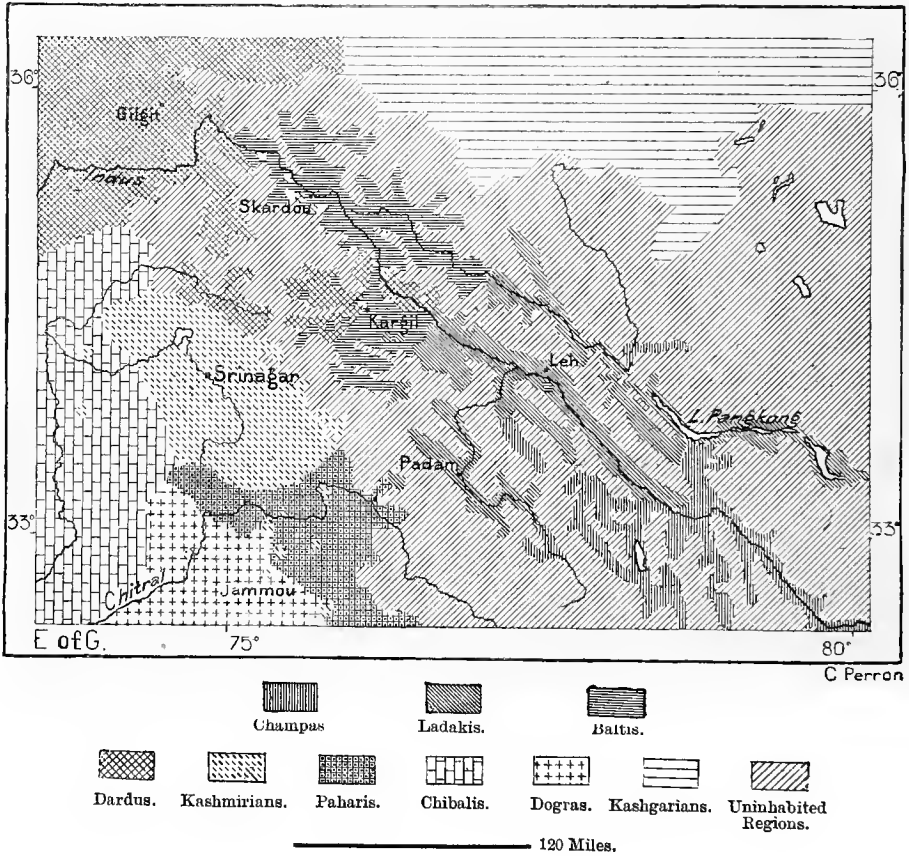 36°
36
Gilgit
Indus
Skardou
Kargil
Leh
Srinagar
L. Pangkong
Padam
33°
33°
Chitral
Jammou
E of G.
75°
80°
C Perron
Champas
Ladakis.
Baltis.
Dardus.
Kashmirians.
Paharis.
Chibalis.
Dogras.
Kashgarians.
Uninhabited
Regions.
120 Miles.